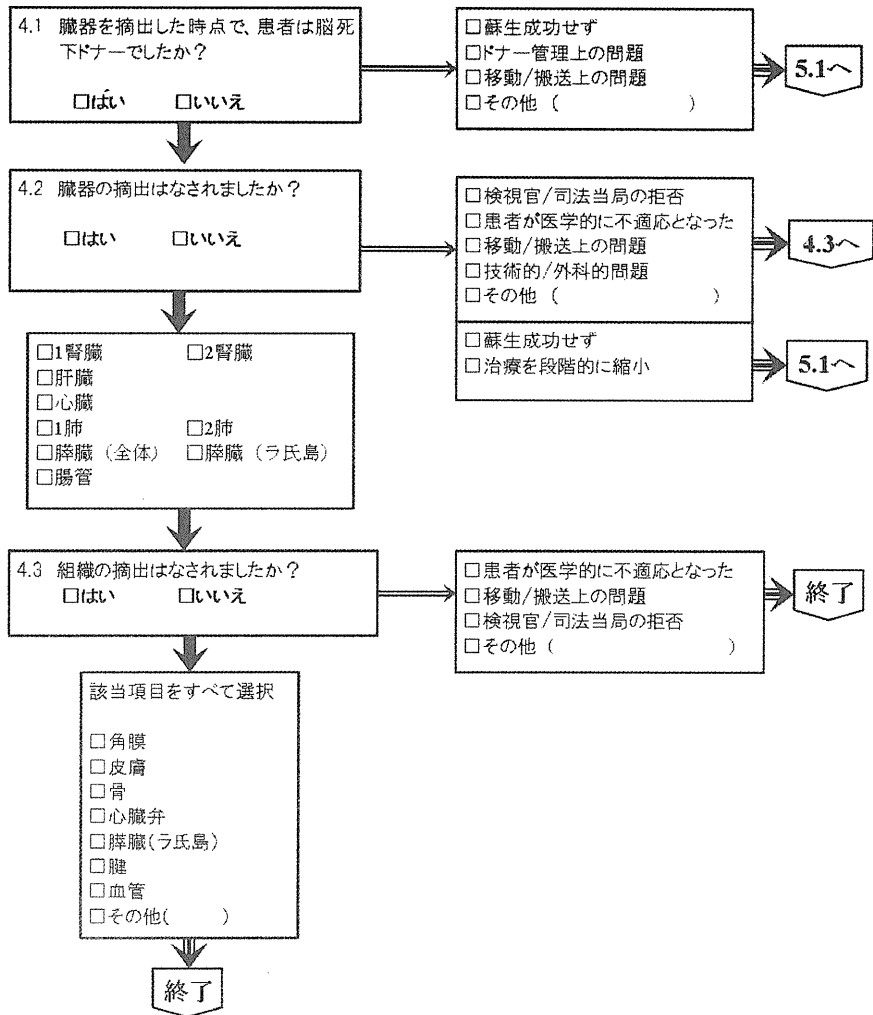 4.1 臓器を摘出した時点で、患者は脳死
下ドナーでしたか?
□はい □いいえ
□蘇生成功せず
□ドナー管理上の問題
□移動/搬送上の問題
□その他 ( )
5.1へ
4.2 臓器の摘出はなされましたか?
□はい □いいえ
□検視官/司法当局の拒否
□患者が医学的に不適応となった
□移動/搬送上の問題
□技術的/外科的問題
□その他 ( )
4.3へ
□蘇生成功せず
□治療を段階的に縮小
5.1へ
□1腎臓 □2腎臓
□肝臓
□心臓
□1肺 □2肺
□膵臓(全体) □膵臓(ラ氏島)
□腸管
4.3 組織の摘出はなされましたか?
□はい □いいえ
□患者が医学的に不適応となった
□移動/搬送上の問題
□検視官/司法当局の拒否
□その他 ( )
終了
該当項目をすべて選択
□角膜
□皮膚
□骨
□心臓弁
□膵臓(ラ氏島)
□腱
□血管
□その他( )
終了